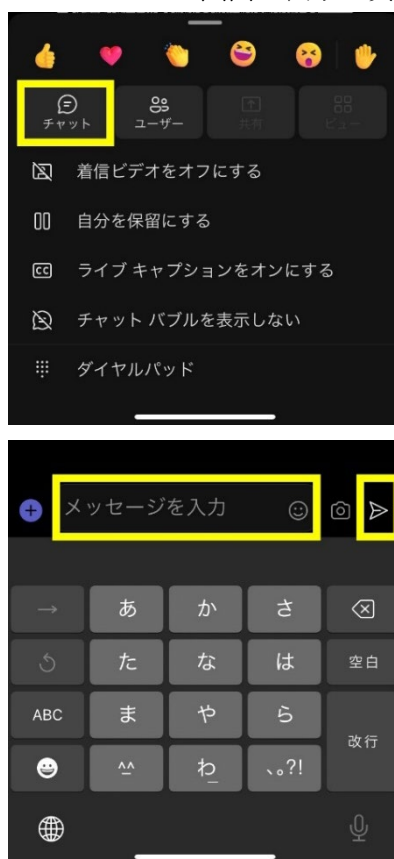 チャット
ユーザー
共有
ビュー
着信ビデオをオフにする
自分を保留にする
CC
ライブ キャプションをオンにする
チャット バブルを表示しない
ダイヤルパッド
メッセージを入力
→ あ か さ
た な は 空白
ABC ま や ら 改行
^^ わ 、。?!